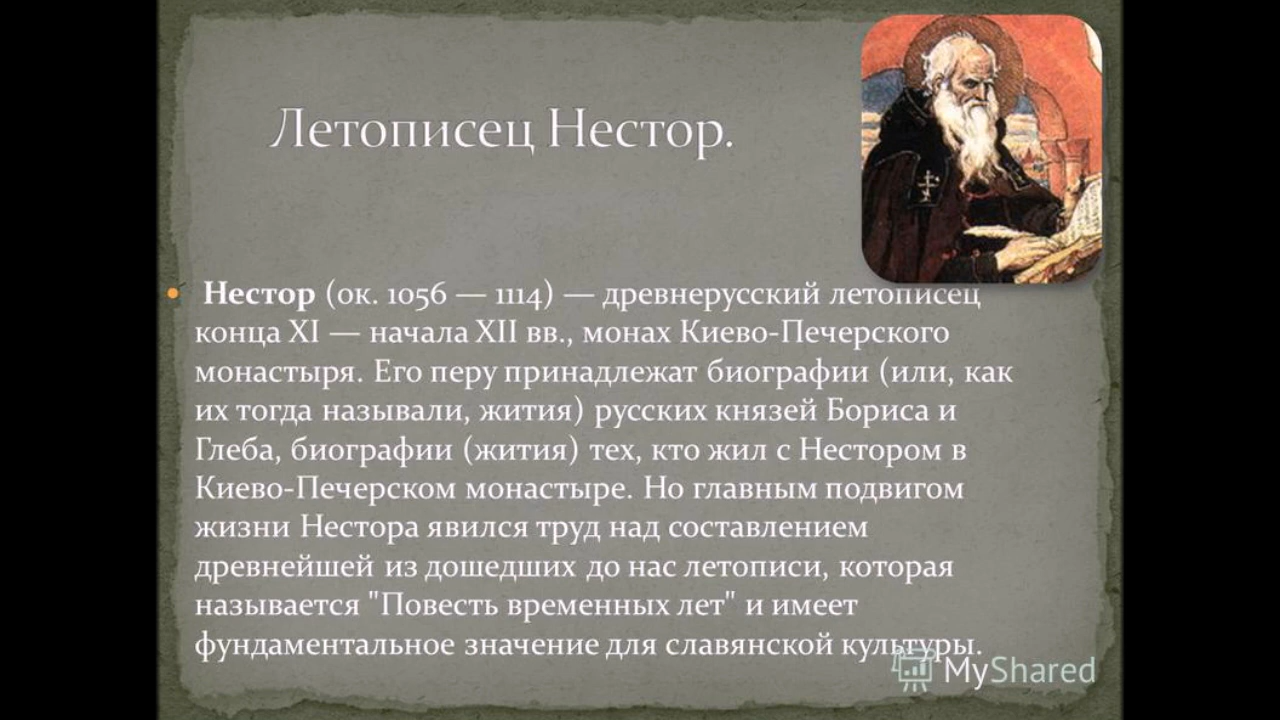 Летописец Нестор.
Нестор (ок. 1056 — 1114) — древнерусский летописец
конца XI — начала XII вв., монах Киево-Печерского
монастыря. Его перу принадлежат биографии (или, как
их тогда называли, жития) русских князей Бориса и
Глеба, биографии (жития) тех, кто жил с Нестором в
Киево-Печерском монастыре. Но главным подвигом
жизни Нестора явился труд над составлением
древнейшей из дошедших до нас летописи, которая
называется "Повесть временных лет" и имеет
фундаментальное значение для славянской культуры.
MyShared